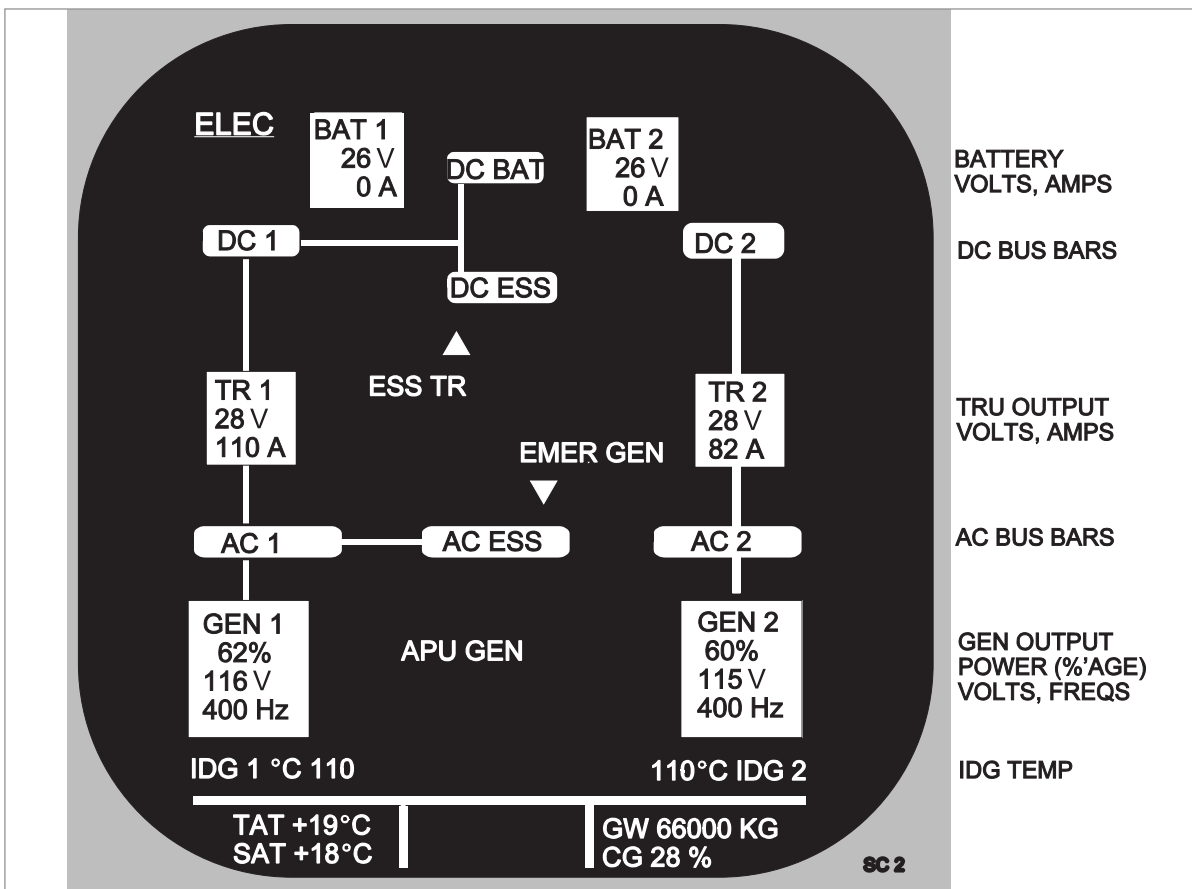 ELEC
BAT 1
26 V
0 A
DC BAT
BAT 2
26 V
0 A
BATTERY
VOLTS, AMPS
DC 1
DC 2
DC BUS BARS
DC ESS
ESS TR
TR 1
28 V
110 A
TR 2
28 V
82 A
TRU OUTPUT
VOLTS, AMPS
EMER GEN
AC 1
AC ESS
AC 2
AC BUS BARS
GEN 1
62%
116 V
400 Hz
APU GEN
GEN 2
60%
115 V
400 Hz
GEN OUTPUT
POWER (%'AGE)
VOLTS, FREQS
IDG 1 °C 110
110°C IDG 2
IDG TEMP
TAT +19°C
SAT +18°C
GW 66000 KG
CG 28 %
SC 2